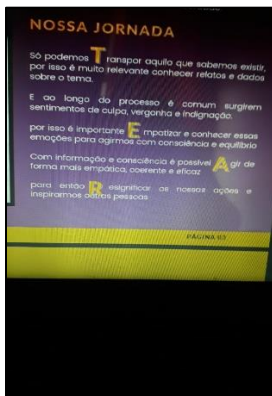 NOSSA JORNADA
Só podemos Transpor aquilo que sabemos existir,
por isso é muito relevante conhecer relatos e dados
sobre o tema.
E ao longo do processo é comum surgirem
sentimentos de culpa, vergonha e indignação.
por isso é importante Empatizar e conhecer essas
emoções para agirmos com consciência e equilíbrio
Com informação e consciência é possível Agir de
forma mais empática, coerente e eficaz
para então Resignificar as nossas ações e
inspirarmos outras pessoas
PÁGINA 03